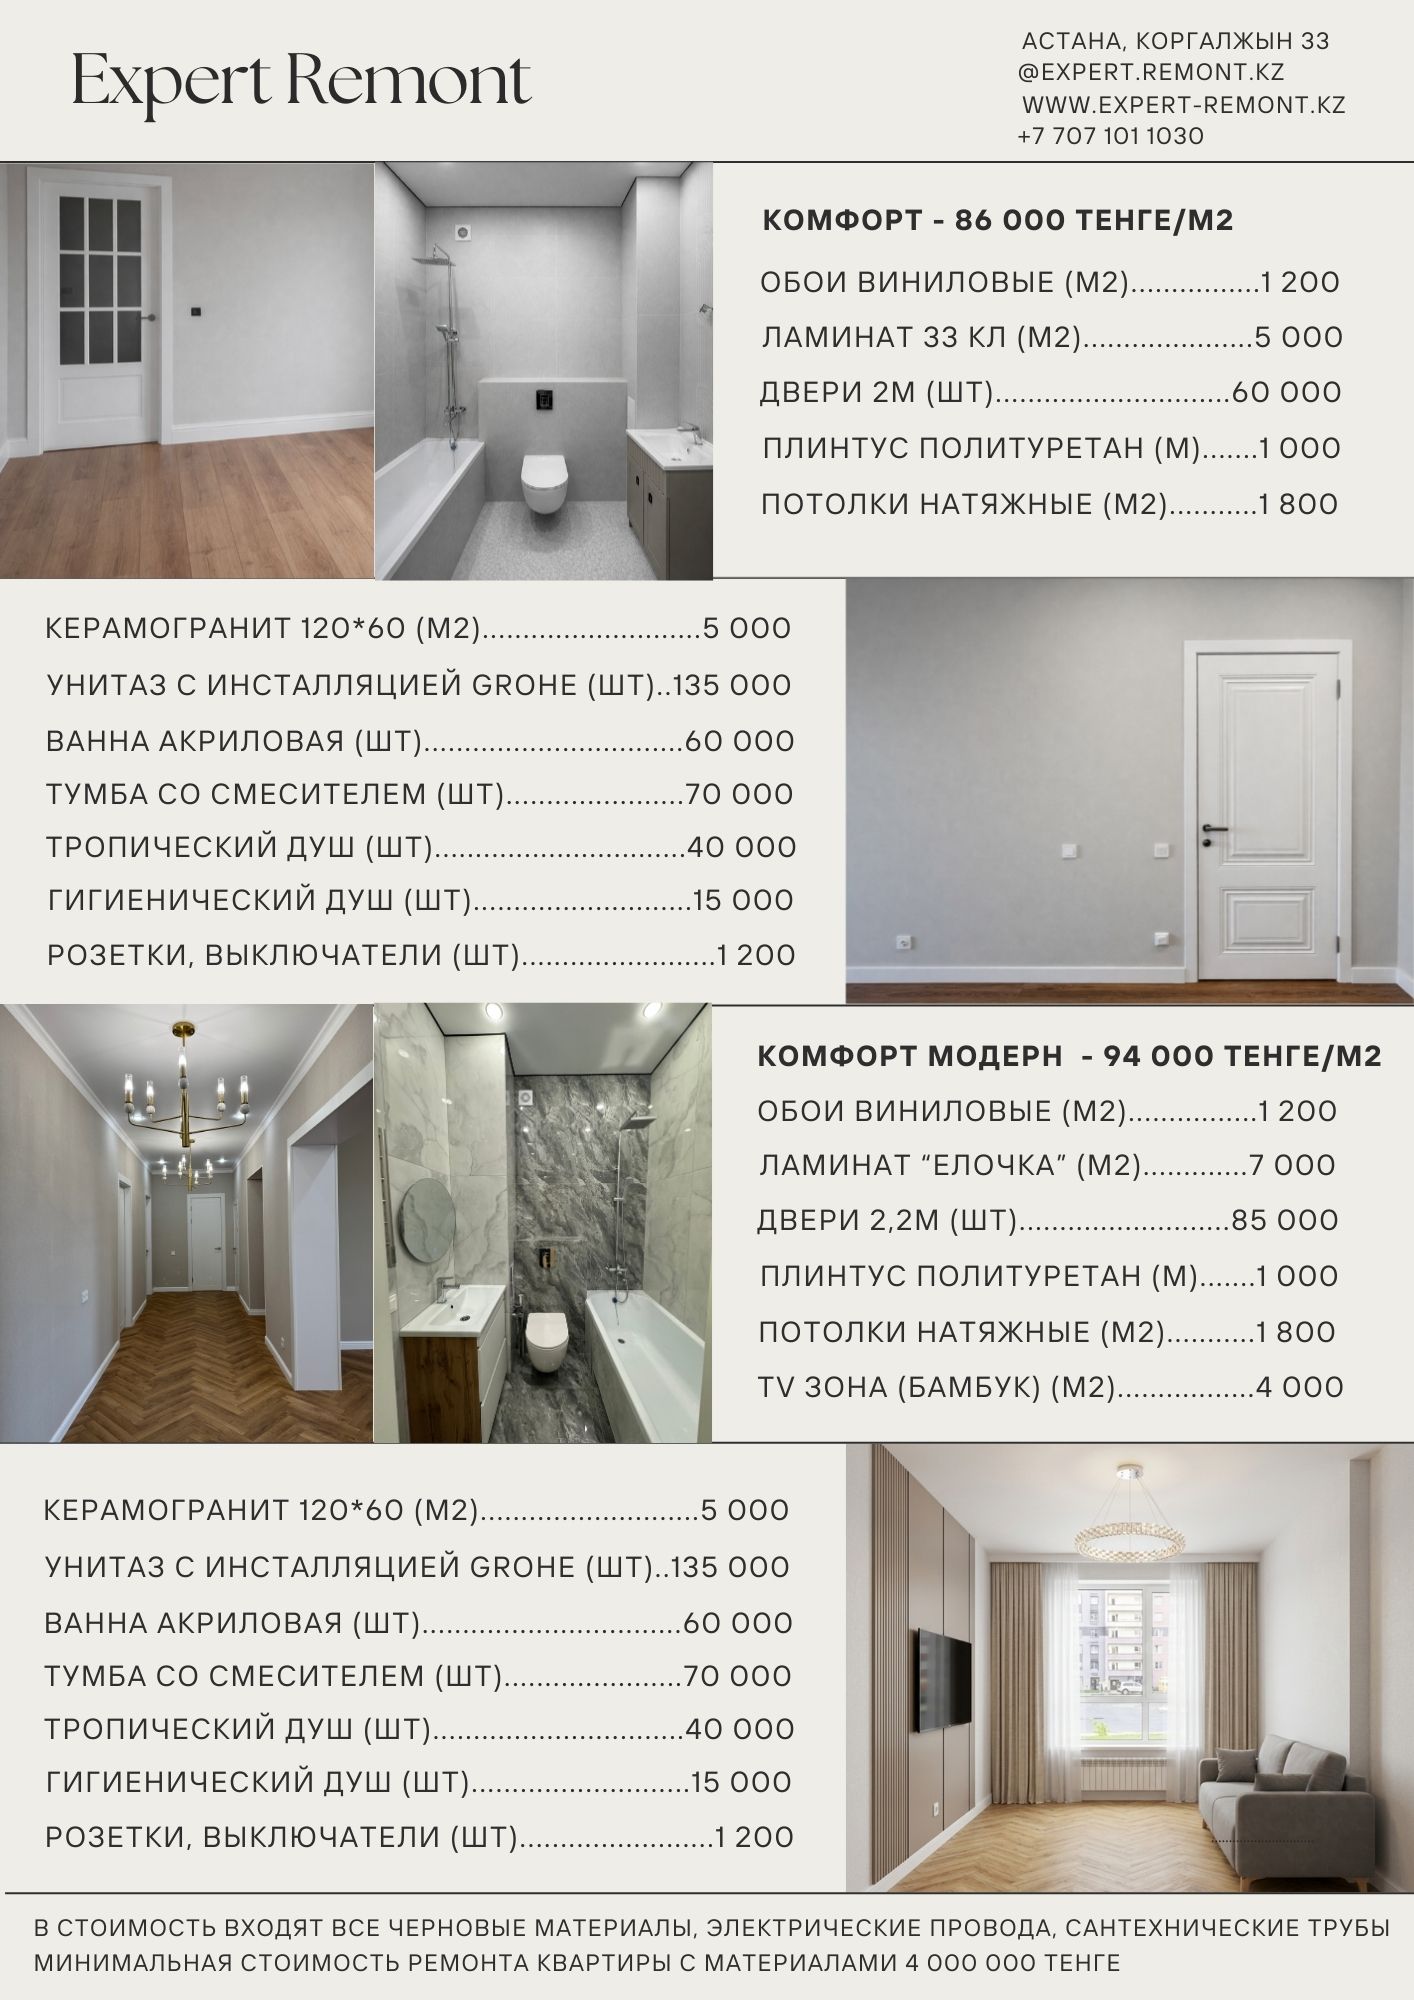 Expert Remont
АСТАНА, КОРГАЛЖЫН 33
@EXPERT.REMONT.KZ
WWW.EXPERT-REMONT.KZ
+7 707 101 1030
КОМФОРТ - 86 000 ТЕНГЕ/М2
ОБОИ ВИНИЛОВЫЕ (М2)................1 200
ЛАМИНАТ 33 КЛ (М2).....................5 000
ДВЕРИ 2М (ШТ).............................60 000
ПЛИНТУС ПОЛИТУРЕТАН (М).......1 000
ПОТОЛКИ НАТЯЖНЫЕ (М2)...........1 800
КЕРАМОГРАНИТ 120*60 (М2)...........................5 000
УНИТАЗ С ИНСТАЛЛЯЦИЕЙ GROHE (ШТ)..135 000
ВАННА АКРИЛОВАЯ (ШТ)................................60 000
ТУМБА СО СМЕСИТЕЛЕМ (ШТ)......................70 000
ТРОПИЧЕСКИЙ ДУШ (ШТ)...............................40 000
ГИГИЕНИЧЕСКИЙ ДУШ (ШТ)...........................15 000
РОЗЕТКИ, ВЫКЛЮЧАТЕЛИ (ШТ)........................1 200
КОМФОРТ МОДЕРН - 94 000 ТЕНГЕ/М2
ОБОИ ВИНИЛОВЫЕ (М2)................1 200
ЛАМИНАТ “ЕЛОЧКА” (М2).............7 000
ДВЕРИ 2,2М (ШТ)..........................85 000
ПЛИНТУС ПОЛИТУРЕТАН (М).......1 000
ПОТОЛКИ НАТЯЖНЫЕ (М2)...........1 800
TV ЗОНА (БАМБУК) (М2).................4 000
КЕРАМОГРАНИТ 120*60 (М2)...........................5 000
УНИТАЗ С ИНСТАЛЛЯЦИЕЙ GROHE (ШТ)..135 000
ВАННА АКРИЛОВАЯ (ШТ)................................60 000
ТУМБА СО СМЕСИТЕЛЕМ (ШТ)......................70 000
ТРОПИЧЕСКИЙ ДУШ (ШТ)...............................40 000
ГИГИЕНИЧЕСКИЙ ДУШ (ШТ)...........................15 000
РОЗЕТКИ, ВЫКЛЮЧАТЕЛИ (ШТ)........................1 200
В СТОИМОСТЬ ВХОДЯТ ВСЕ ЧЕРНОВЫЕ МАТЕРИАЛЫ, ЭЛЕКТРИЧЕСКИЕ ПРОВОДА, САНТЕХНИЧЕСКИЕ ТРУБЫ
МИНИМАЛЬНАЯ СТОИМОСТЬ РЕМОНТА КВАРТИРЫ С МАТЕРИАЛАМИ 4 000 000 ТЕНГЕ